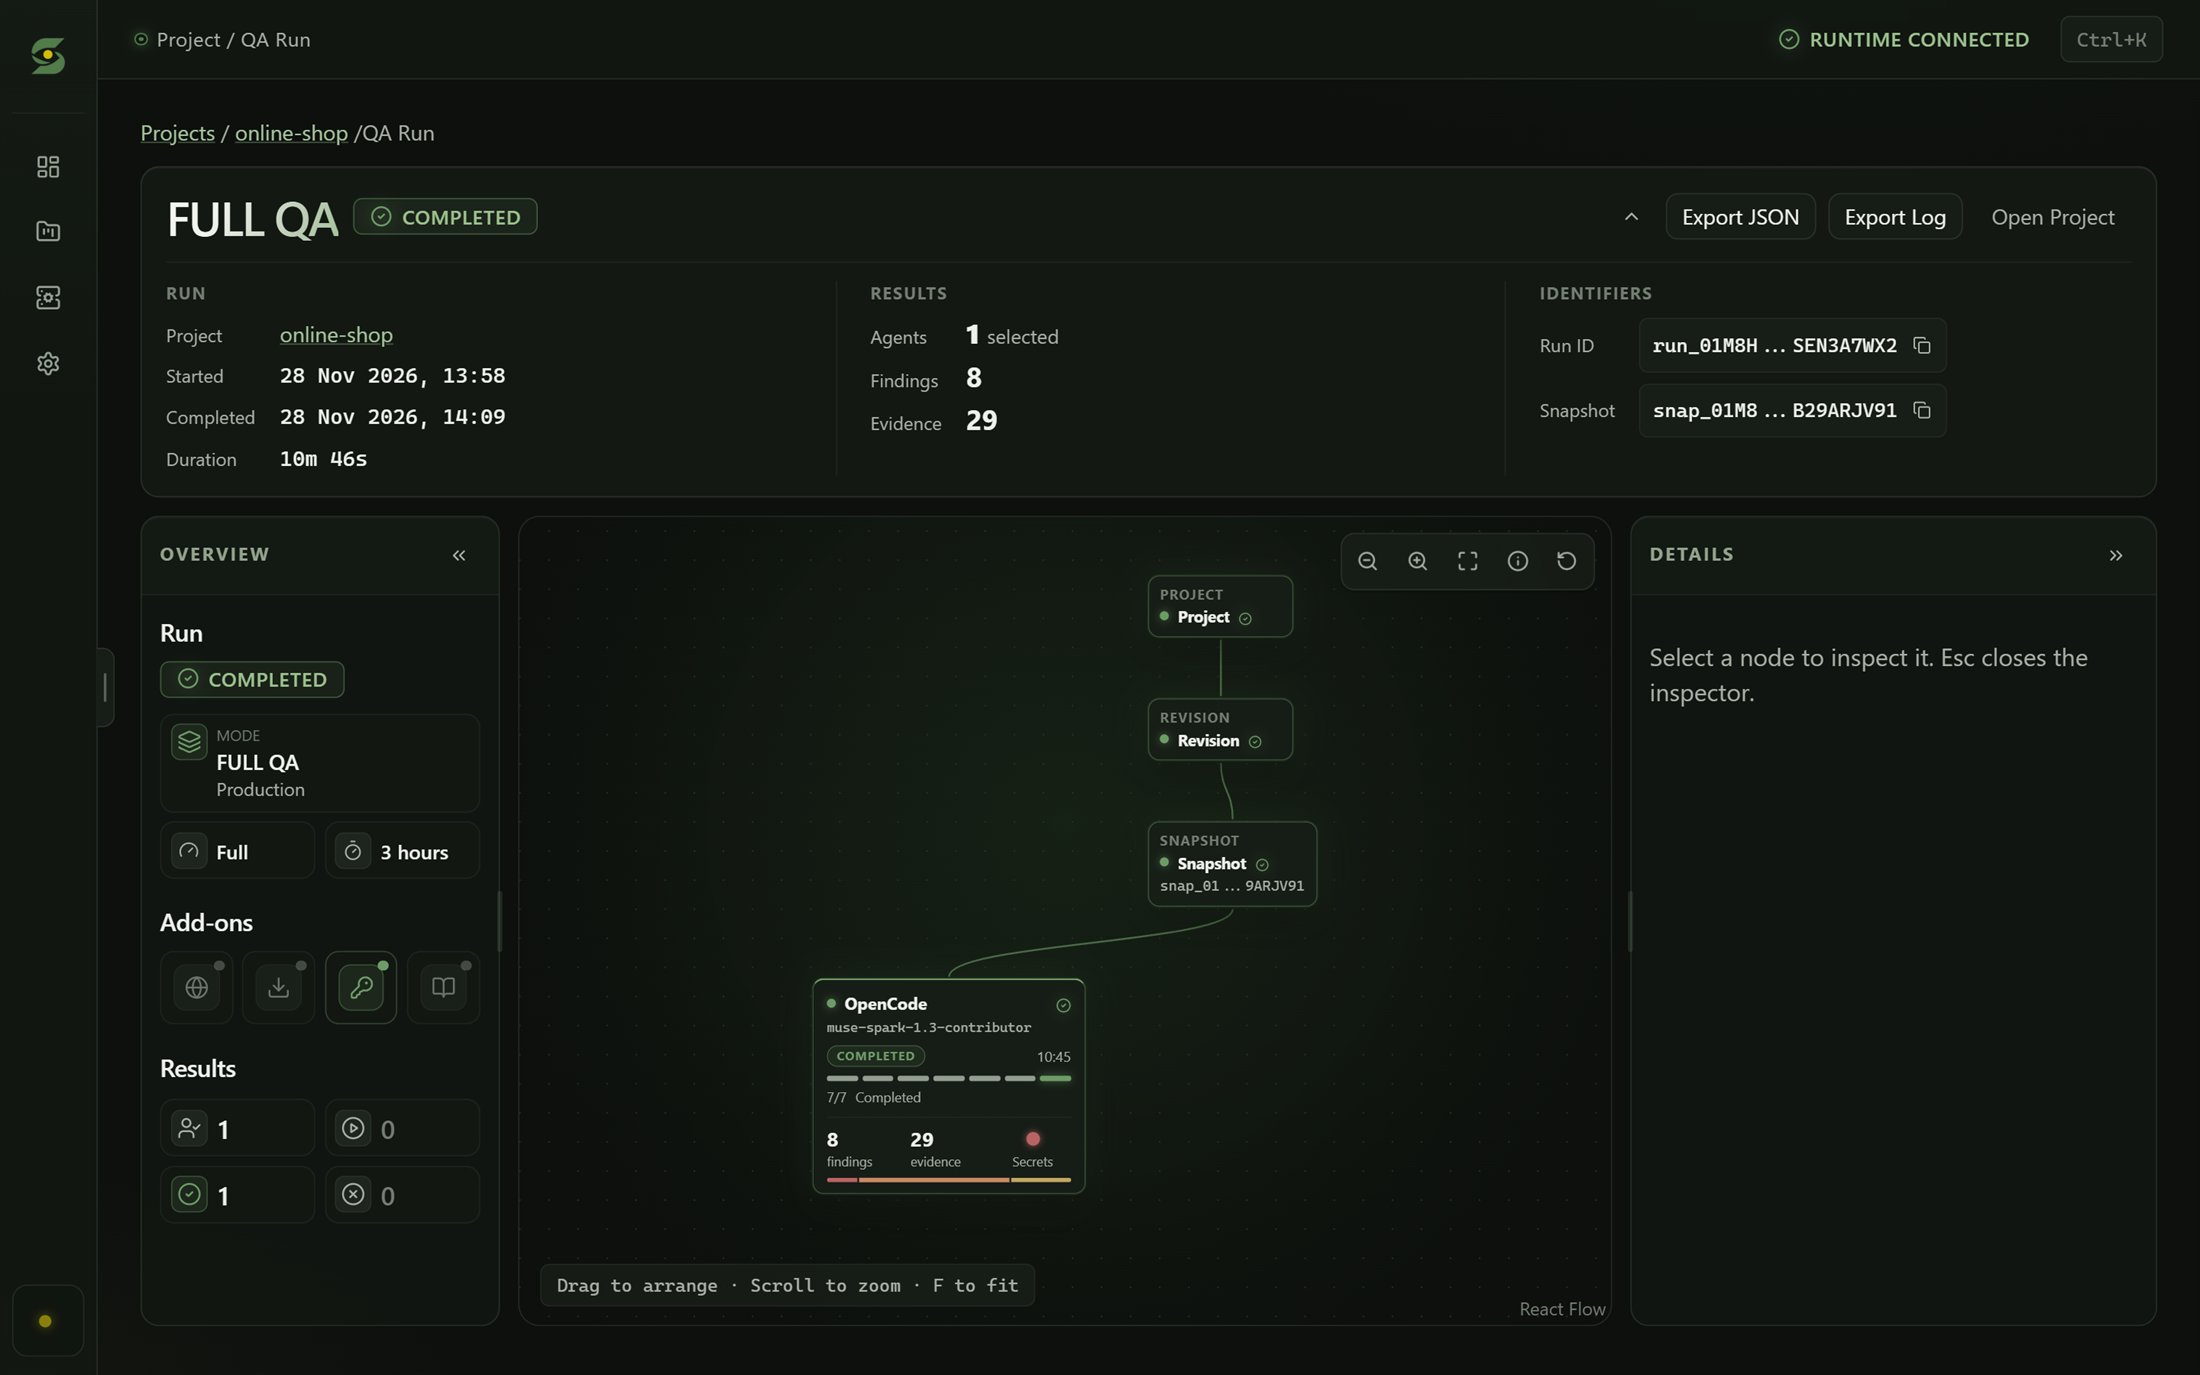 Project / QA Run
RUNTIME CONNECTED
Ctrl+K
Projects / online-shop /QA Run
FULL QA
COMPLETED
Export JSON
Export Log
Open Project
RUN
Project online-shop
Started 28 Nov 2026, 13:58
Completed 28 Nov 2026, 14:09
Duration 10m 46s
RESULTS
Agents 1 selected
Findings 8
Evidence 29
IDENTIFIERS
Run ID run_01M8H ... SEN3A7WX2
Snapshot snap_01M8 ... B29ARJV91
OVERVIEW
Run
COMPLETED
MODE
FULL QA
Production
Full
3 hours
Add-ons
Results
1
0
1
0
PROJECT
Project
REVISION
Revision
SNAPSHOT
Snapshot
snap_01 ... 9ARJV91
OpenCode
muse-spark-1.3-contributor
COMPLETED
10:45
7/7 Completed
8
29
findings
evidence
Secrets
Drag to arrange · Scroll to zoom · F to fit
React Flow
DETAILS
Select a node to inspect it. Esc closes the
inspector.